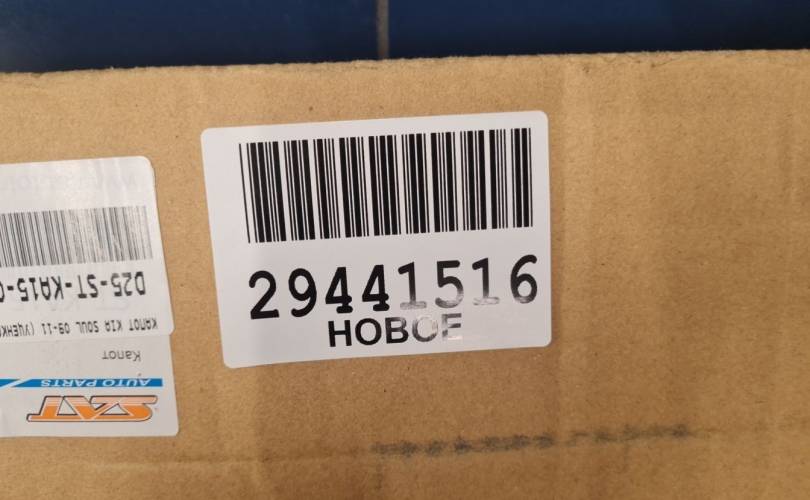 29441516
НОВОЕ
D25-ST-KA15-
КАПОТ KIA SOUL 09-11
Капот
AUTO PARTS
SAT